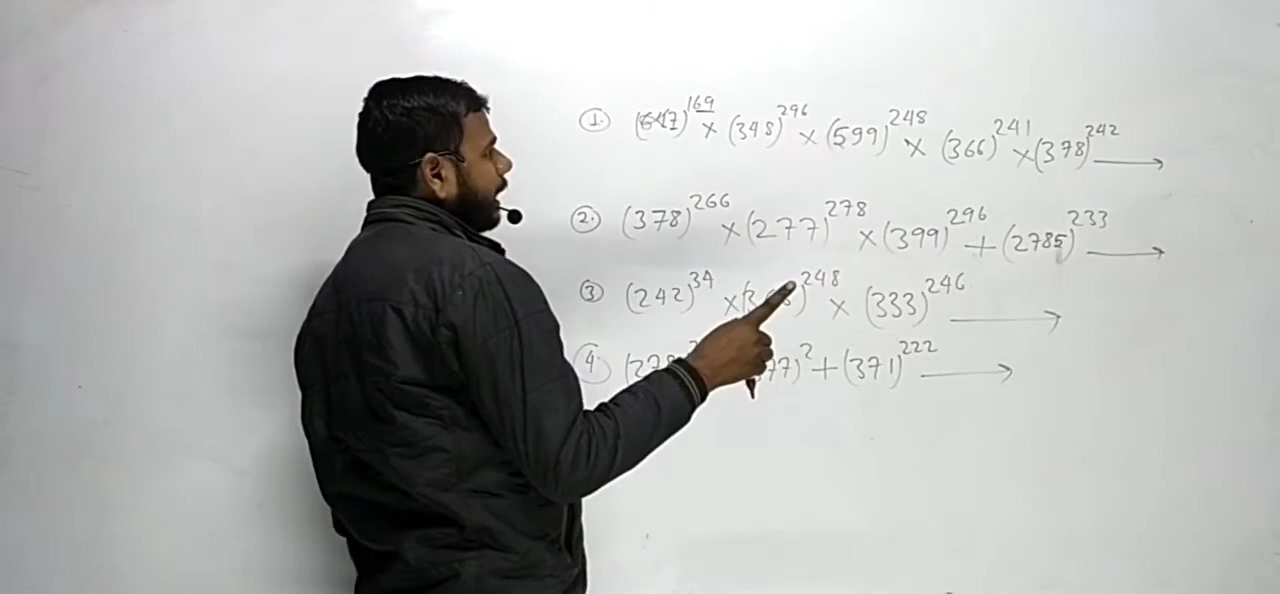 1. (647)^169 × (348)^296 × (599)^248 × (366)^241 × (378)^242 →
2. (378)^266 × (277)^278 × (399)^296 + (2785)^233 →
3 (242)^34 × ( )^248 × (333)^246 →
4. (278 77)^2 + (371)^222 →